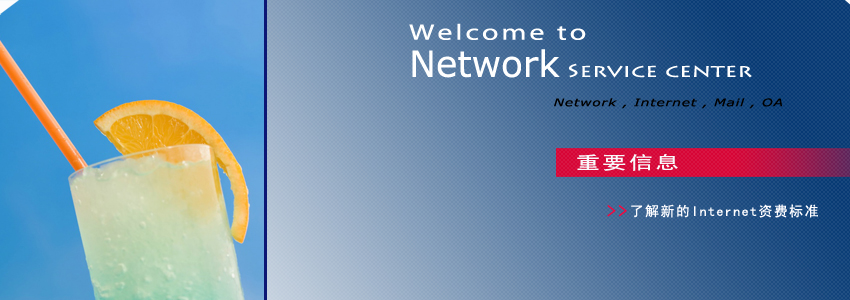 Welcome to
Network SERVICE CENTER
Network , Internet , Mail , OA
重要信息
>>了解新的Internet资费标准